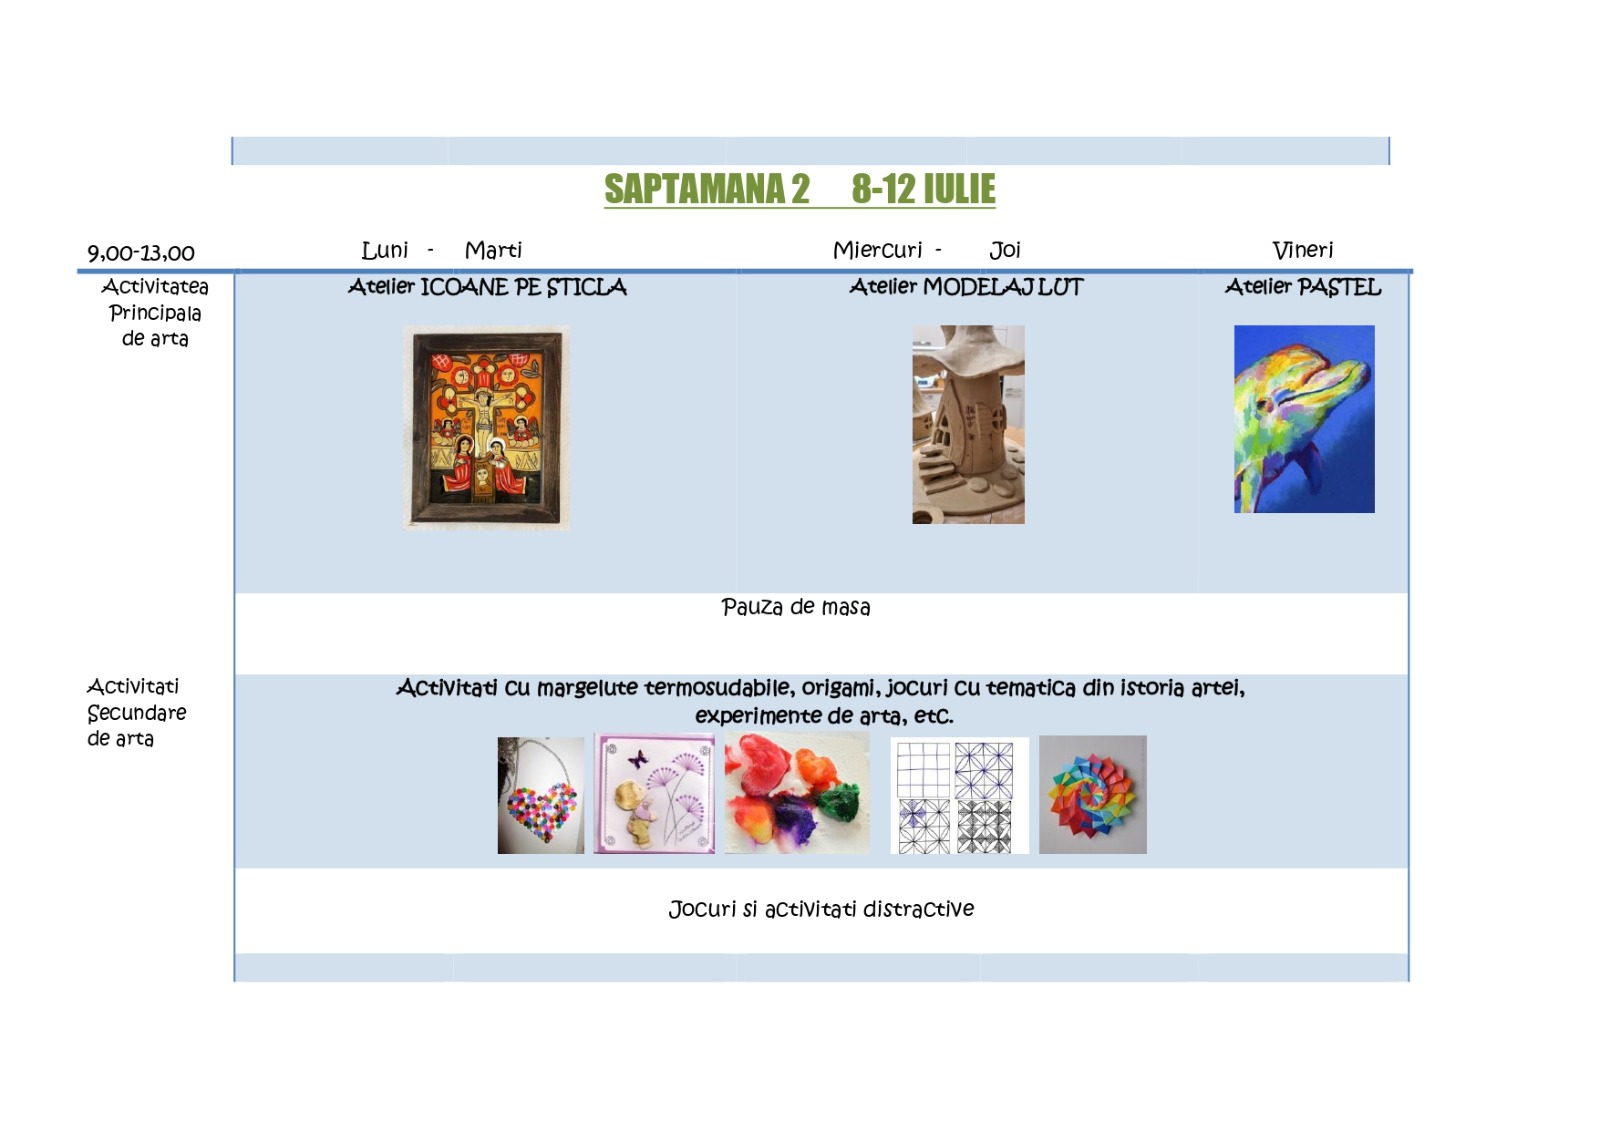 SAPTAMANA 2 8-12 IULIE
9,00-13,00 Luni - Marti Miercuri - Joi Vineri
Activitatea
Principala
de arta
Atelier ICOANE PE STICLA
Atelier MODELAJ LUT
Atelier PASTEL
Pauza de masa
Activitati
Secundare
de arta
Activitati cu margelute termosudabile, origami, jocuri cu tematica din istoria artei,
experimente de arta, etc.
Jocuri si activitati distractive